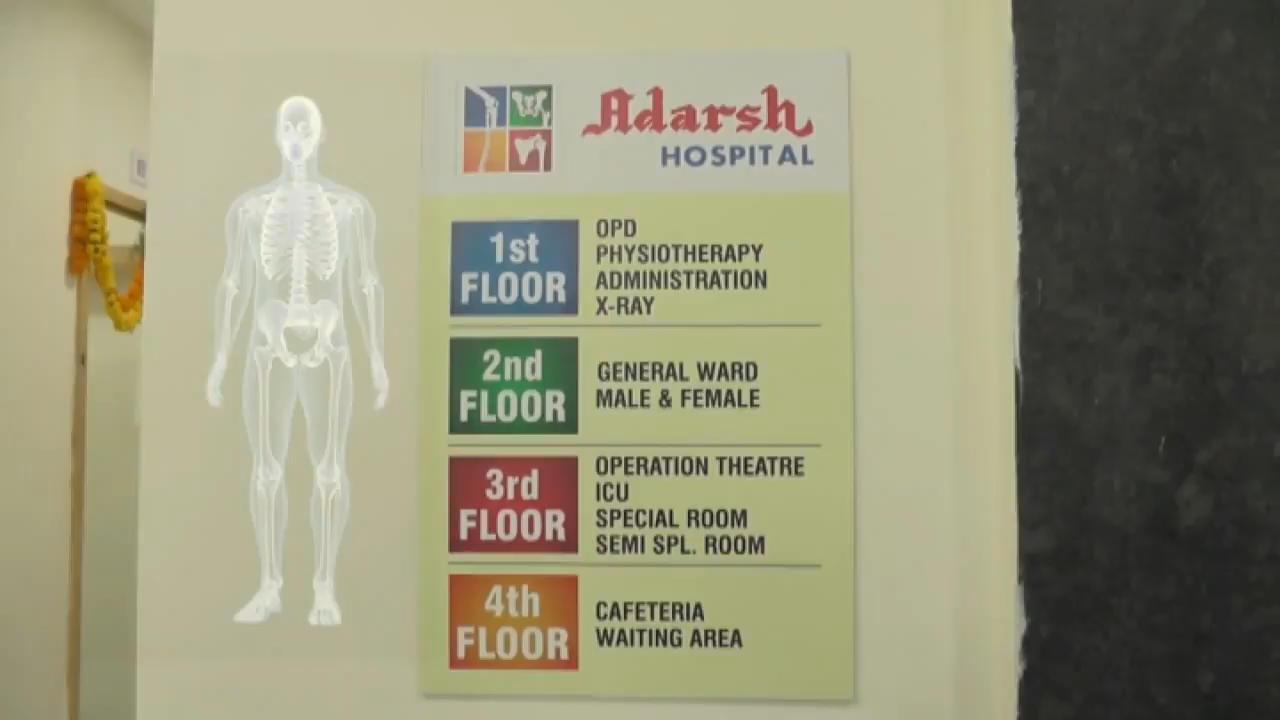 Adarsh
HOSPITAL
1st
FLOOR
OPD
PHYSIOTHERAPY
ADMINISTRATION
X-RAY
2nd
FLOOR
GENERAL WARD
MALE & FEMALE
3rd
FLOOR
OPERATION THEATRE
ICU
SPECIAL ROOM
SEMI SPL. ROOM
4th
FLOOR
CAFETERIA
WAITING AREA